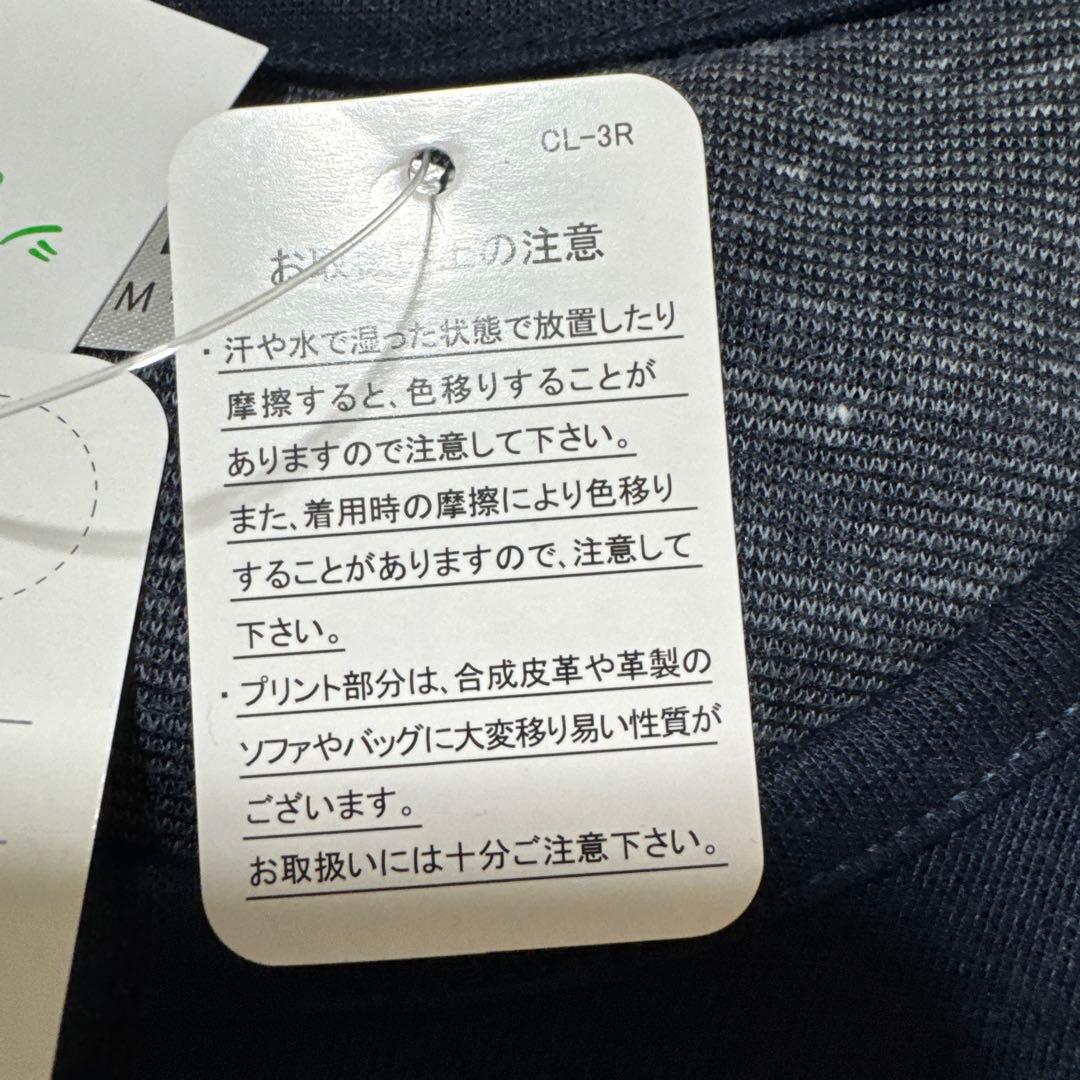 CL-3R
お取扱い上の注意
M
・汗や水で湿った状態で放置したり
摩擦すると、色移りすることが
ありますので注意して下さい。
また、着用時の摩擦により色移り
することがありますので、注意して
下さい。
・プリント部分は、合成皮革や革製の
ソファやバッグに大変移り易い性質が
ございます。
お取扱いには十分ご注意下さい。